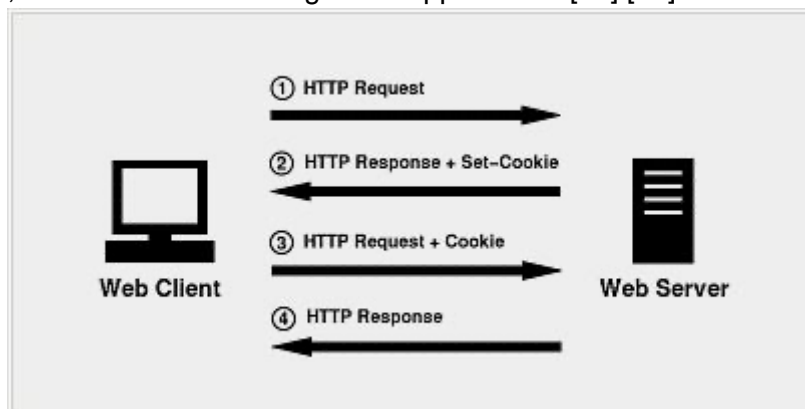 ① HTTP Request
② HTTP Response + Set-Cookie
③ HTTP Request + Cookie
Web Client
Web Server
④ HTTP Response